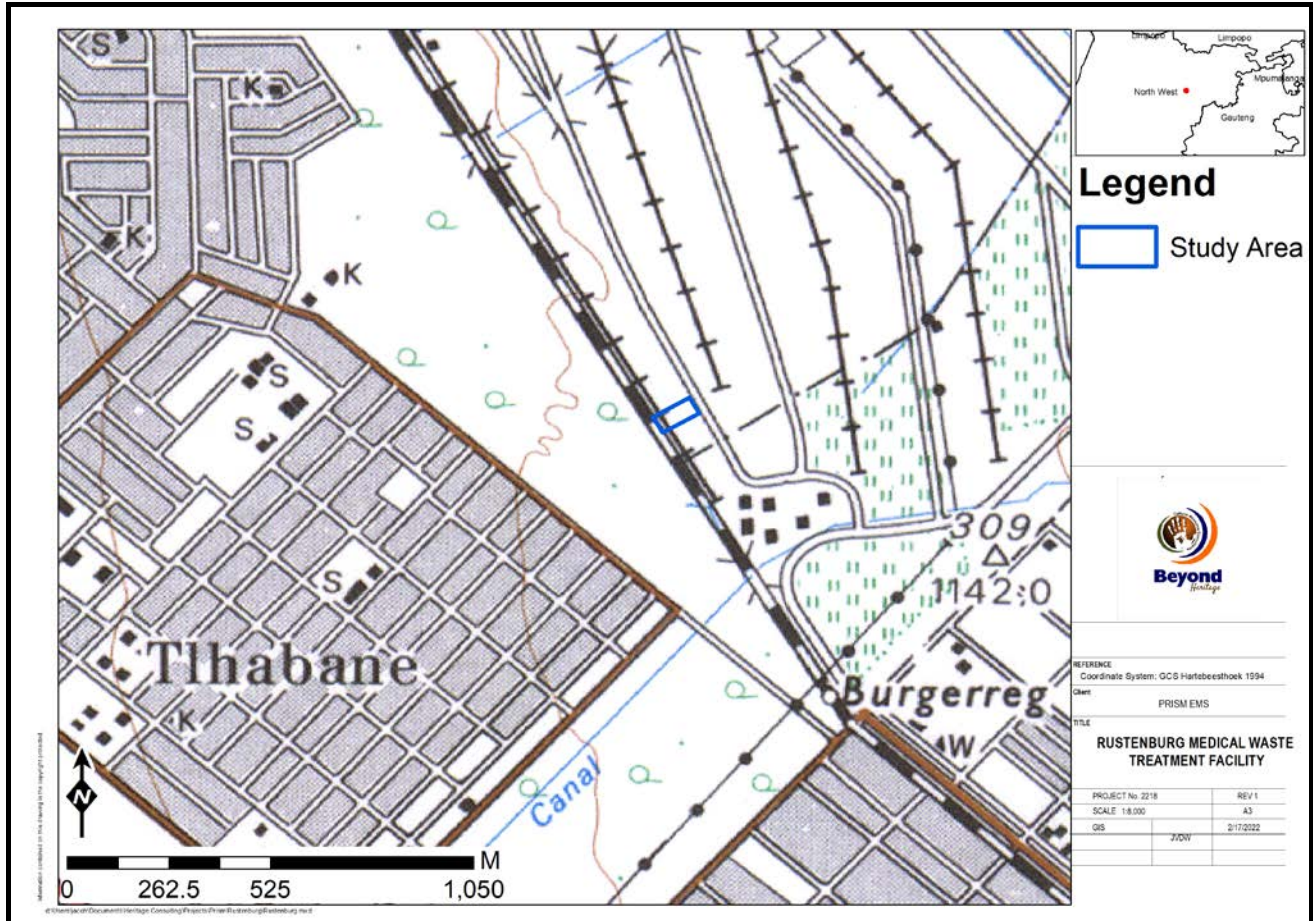 S
K
K
K
S
S
S
Tlhabane
K
Canal
309
1142;0
Burgerreg
W
N
0 262.5 525 1,050
M
Limpopo
Limpopo
Mpumalanga
North West
Gauteng
Legend
Study Area
Beyond
Heritage
REFERENCE
Coordinate System: GCS Hartebeesthoek 1994
Client
PRISM EMS
TITLE
RUSTENBURG MEDICAL WASTE
TREATMENT FACILITY
PROJECT No. 2218 REV 1
SCALE 1:8,000 A3
GIS JVDW 2/17/2022